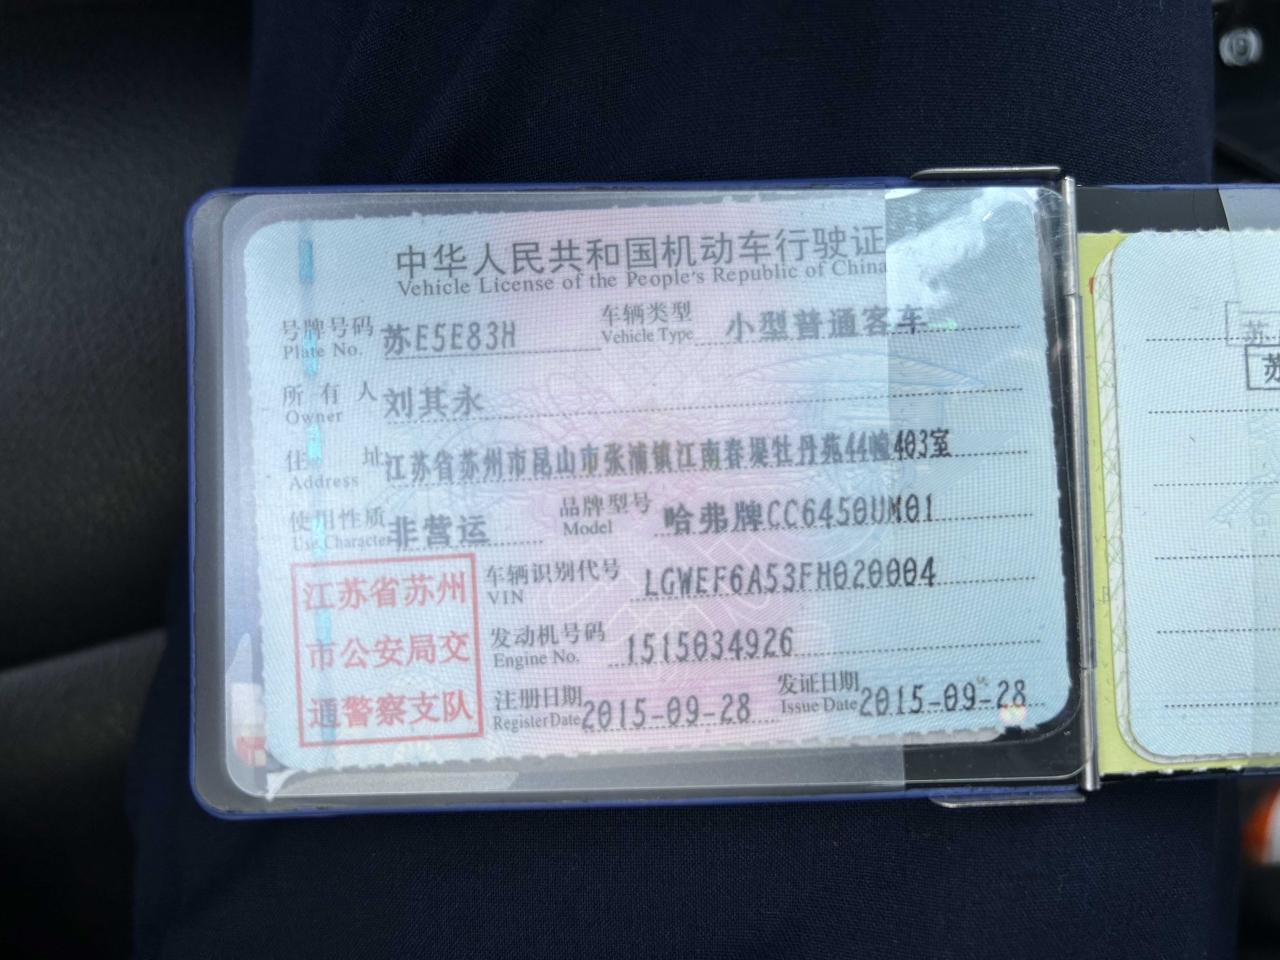 中华人民共和国机动车行驶证
Vehicle License of the People's Republic of China
号牌号码 苏E5E83H 车辆类型 小型普通客车
Plate No. Vehicle Type
所有人 刘其永
Owner
住址 江苏省苏州市昆山市张浦镇江南春堤牡丹苑44幢403室
Address
使用性质 非营运 品牌型号 哈弗牌CC6450UM01
Use Character Model
江苏省苏州
市公安局交
通警察支队
车辆识别代号 LGWEF6A53FH020004
VIN
发动机号码 1515034926
Engine No.
注册日期 2015-09-28 发证日期 2015-09-28
Register Date Issue Date
苏
苏